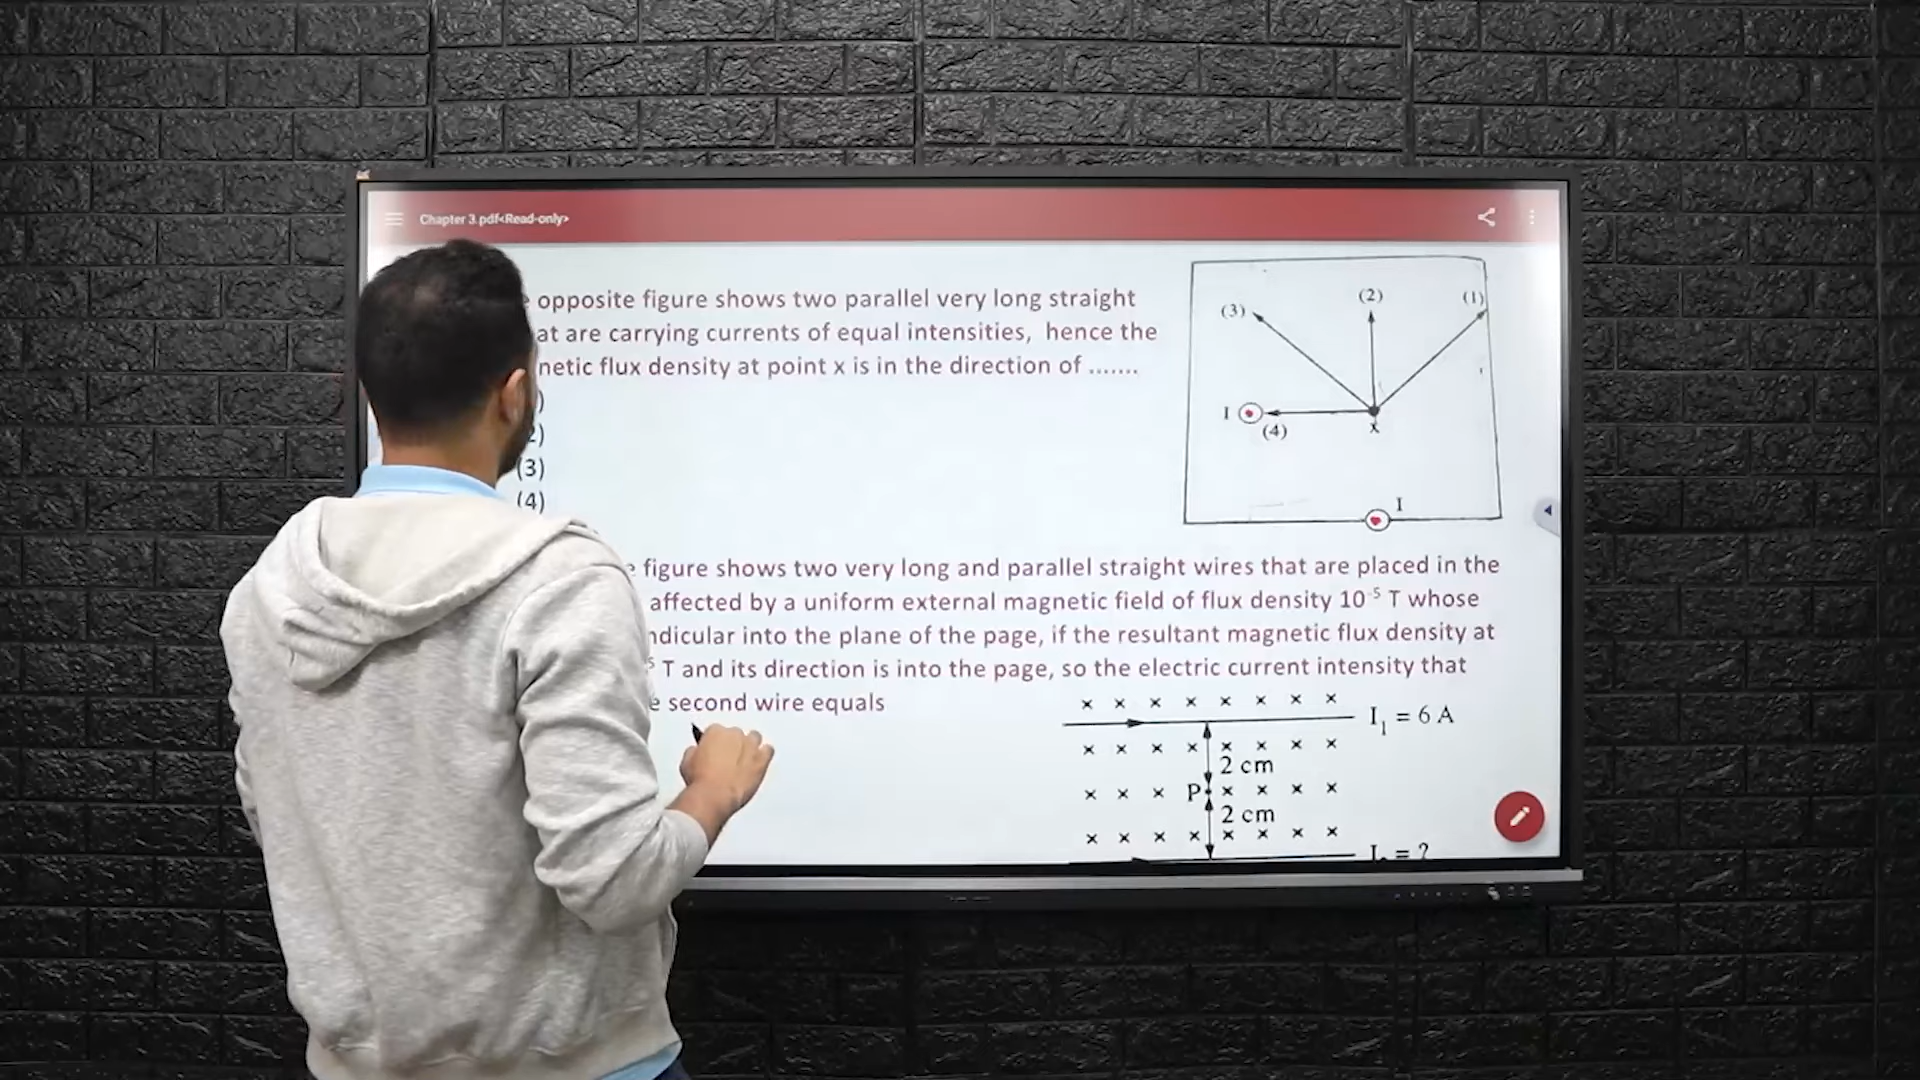 Chapter 3.pdf<Read-only>
opposite figure shows two parallel very long straight
at are carrying currents of equal intensities, hence the
netic flux density at point x is in the direction of .......
(3)
(4)
(3)
(2)
(1)
I
(4)
x
I
figure shows two very long and parallel straight wires that are placed in the
affected by a uniform external magnetic field of flux density 10⁻⁵ T whose
ndicular into the plane of the page, if the resultant magnetic flux density at
T and its direction is into the page, so the electric current intensity that
e second wire equals
I₁ = 6 A
2 cm
P
2 cm
= ?